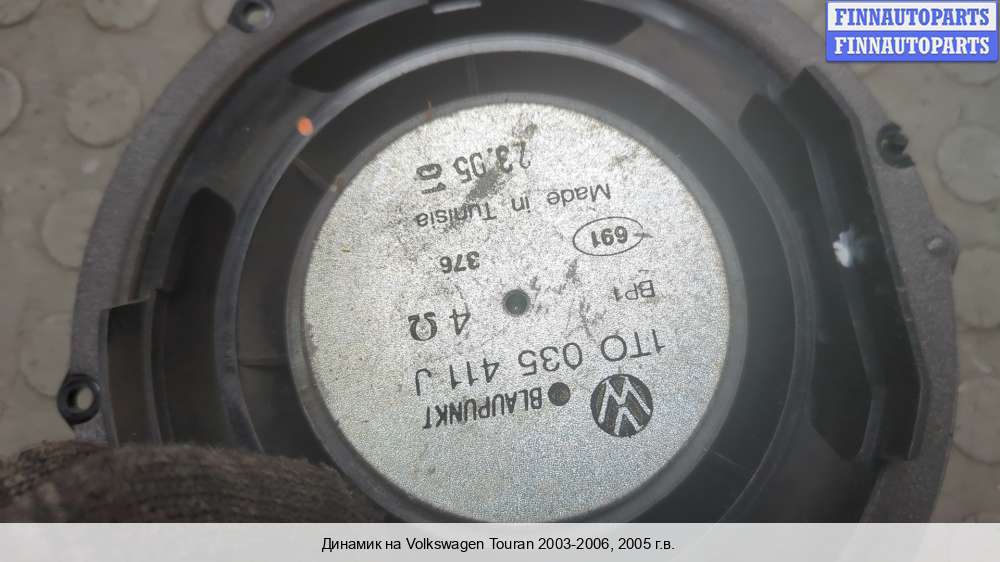 FINNAUTOPARTS
FINNAUTOPARTS
BLAUPUNKT
1T0 035 411 J
4 Ω
BP1
376
691
Made in Tunisia
23.05 01
Динамик на Volkswagen Touran 2003-2006, 2005 г.в.